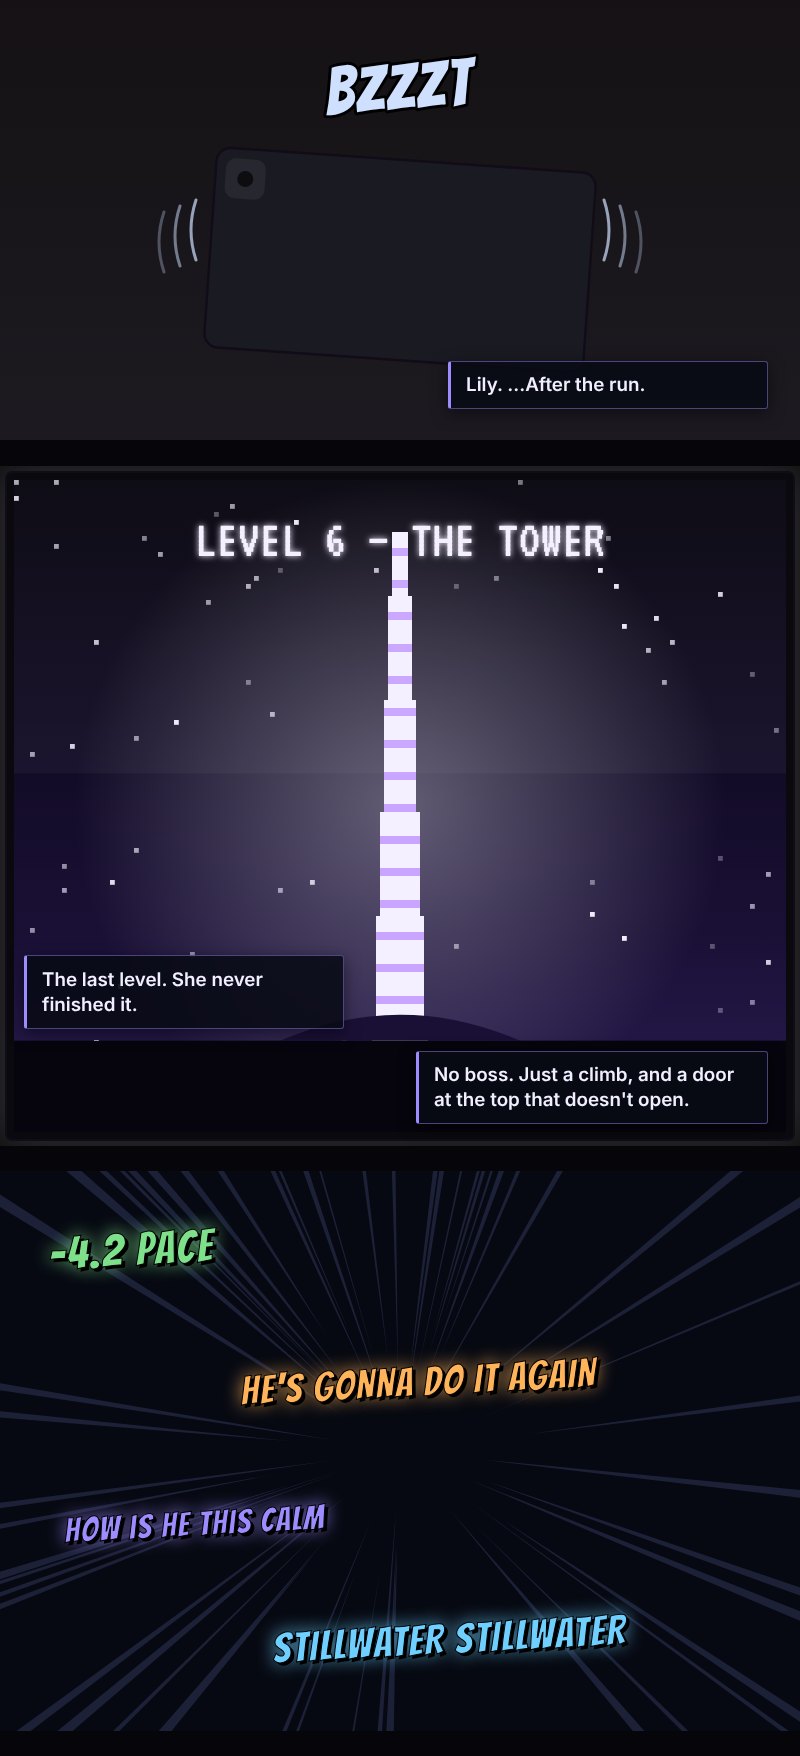 BZZZT
Lily. ...After the run.
LEVEL 6 - THE TOWER
The last level. She never
finished it.
No boss. Just a climb, and a door
at the top that doesn't open.
-4.2 PACE
HE'S GONNA DO IT AGAIN
HOW IS HE THIS CALM
STILLWATER STILLWATER